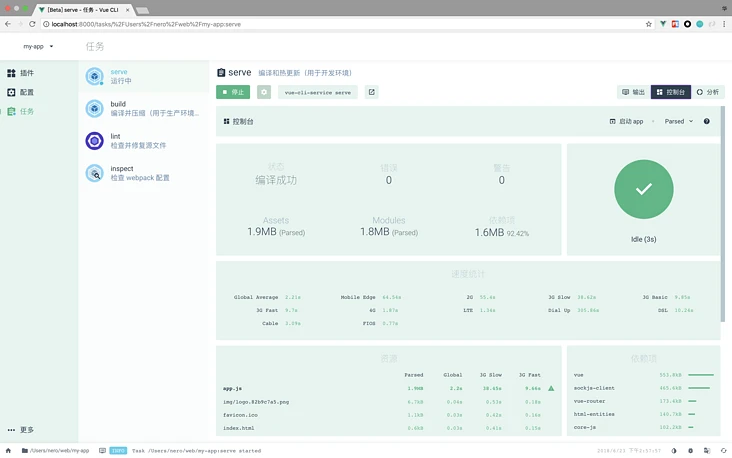 [Beta] serve - 任务 - Vue CLI
localhost:8000/tasks/%2FUsers%2Fnero%2Fweb%2Fmy-app:serve
my-app
任务
插件
配置
任务
更多
serve
运行中
build
编译并压缩（用于生产环境...
lint
检查并修复源文件
inspect
检查 webpack 配置
serve 编译和热更新（用于开发环境）
停止
vue-cli-service serve
输出
控制台
分析
控制台
启动 app
Parsed
状态
编译成功
错误
0
警告
0
Assets
1.9MB (Parsed)
Modules
1.8MB (Parsed)
依赖项
1.6MB 92.42%
Idle (3s)
速度统计
Global Average 2.21s
Mobile Edge 64.54s
2G 55.4s
3G Slow 38.62s
3G Basic 9.95s
3G Fast 9.7s
4G 1.87s
LTE 1.34s
Dial Up 305.86s
DSL 10.24s
Cable 3.09s
FIOS 0.77s
资源
Parsed Global 3G Slow 3G Fast
app.js 1.9MB 2.2s 38.43s 9.66s
img/logo.82b9c7a5.png 6.7kB 0.04s 0.53s 0.18s
favicon.ico 1.1kB 0.03s 0.42s 0.16s
index.html 0.8kB 0.03s 0.41s 0.15s
依赖项
vue 553.8kB
sockjs-client 465.6kB
vue-router 173.4kB
html-entities 140.7kB
core-js 103.2kB
/Users/nero/web/my-app
INFO
Task /Users/nero/web/my-app:serve started
2018/6/23 下午2:57:57